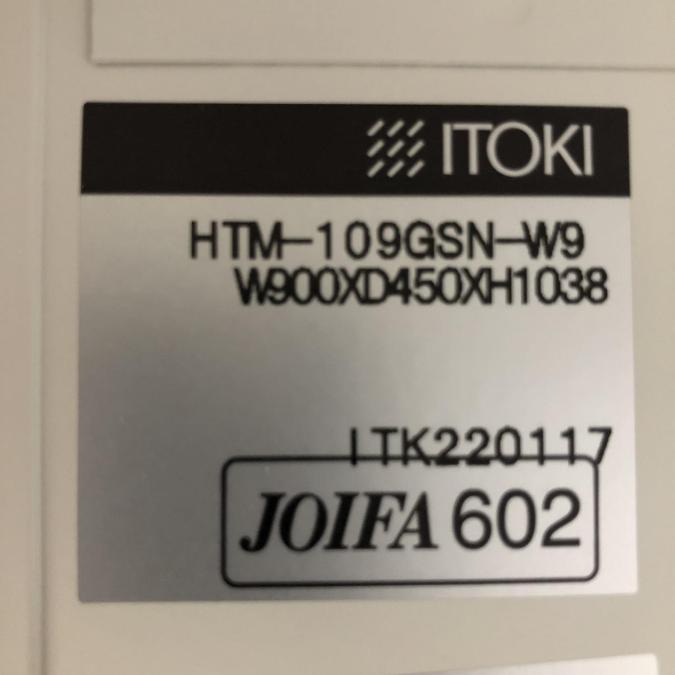 ITOKI
HTM-109GSN-W9
W900XD450XH1038
ITK220117
JOIFA 602